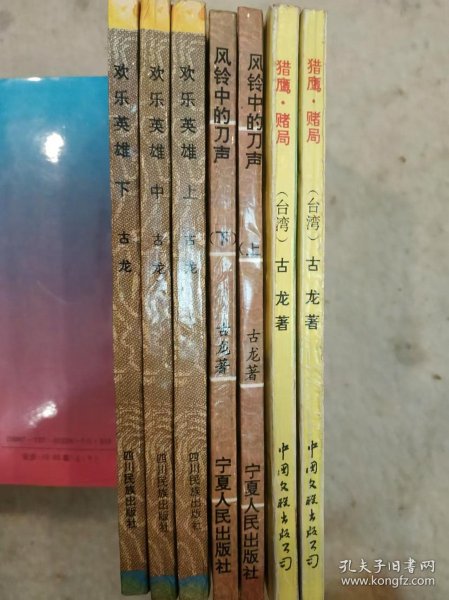 欢乐英雄 下 古龙 四川民族出版社
欢乐英雄 中 古龙 四川民族出版社
欢乐英雄 上 古龙 四川民族出版社
风铃中的刀声 (下) 古龙著 宁夏人民出版社
风铃中的刀声 (上) 古龙著 宁夏人民出版社
猎鹰·赌局 (台湾) 古龙著 中国文联出版公司
猎鹰·赌局 (台湾) 古龙著 中国文联出版公司
孔夫子旧书网
kongfz.com